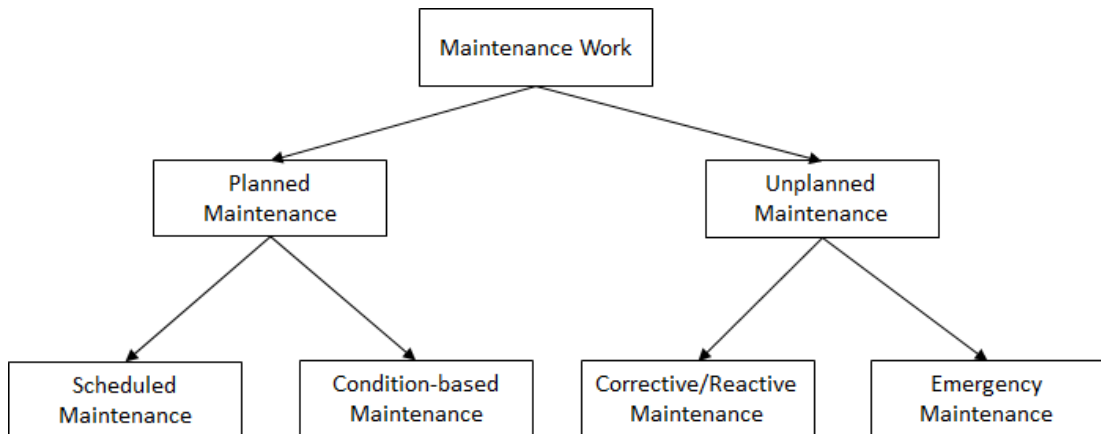 Maintenance Work
Planned
Maintenance
Unplanned
Maintenance
Scheduled
Maintenance
Condition-based
Maintenance
Corrective/Reactive
Maintenance
Emergency
Maintenance